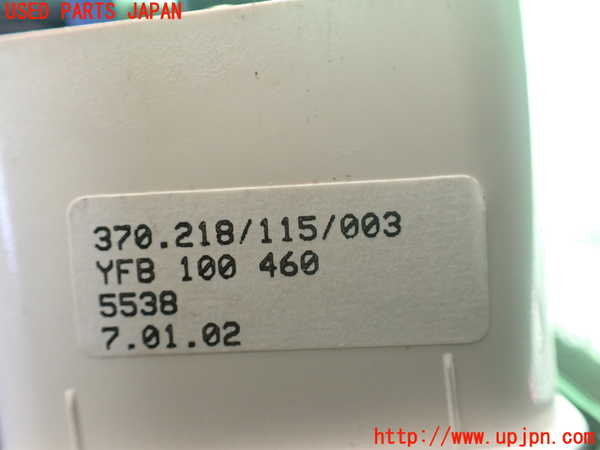 USED PARTS JAPAN
370.218/115/003
YFB 100 460
5538
7.01.02
http://www.upjpn.com/